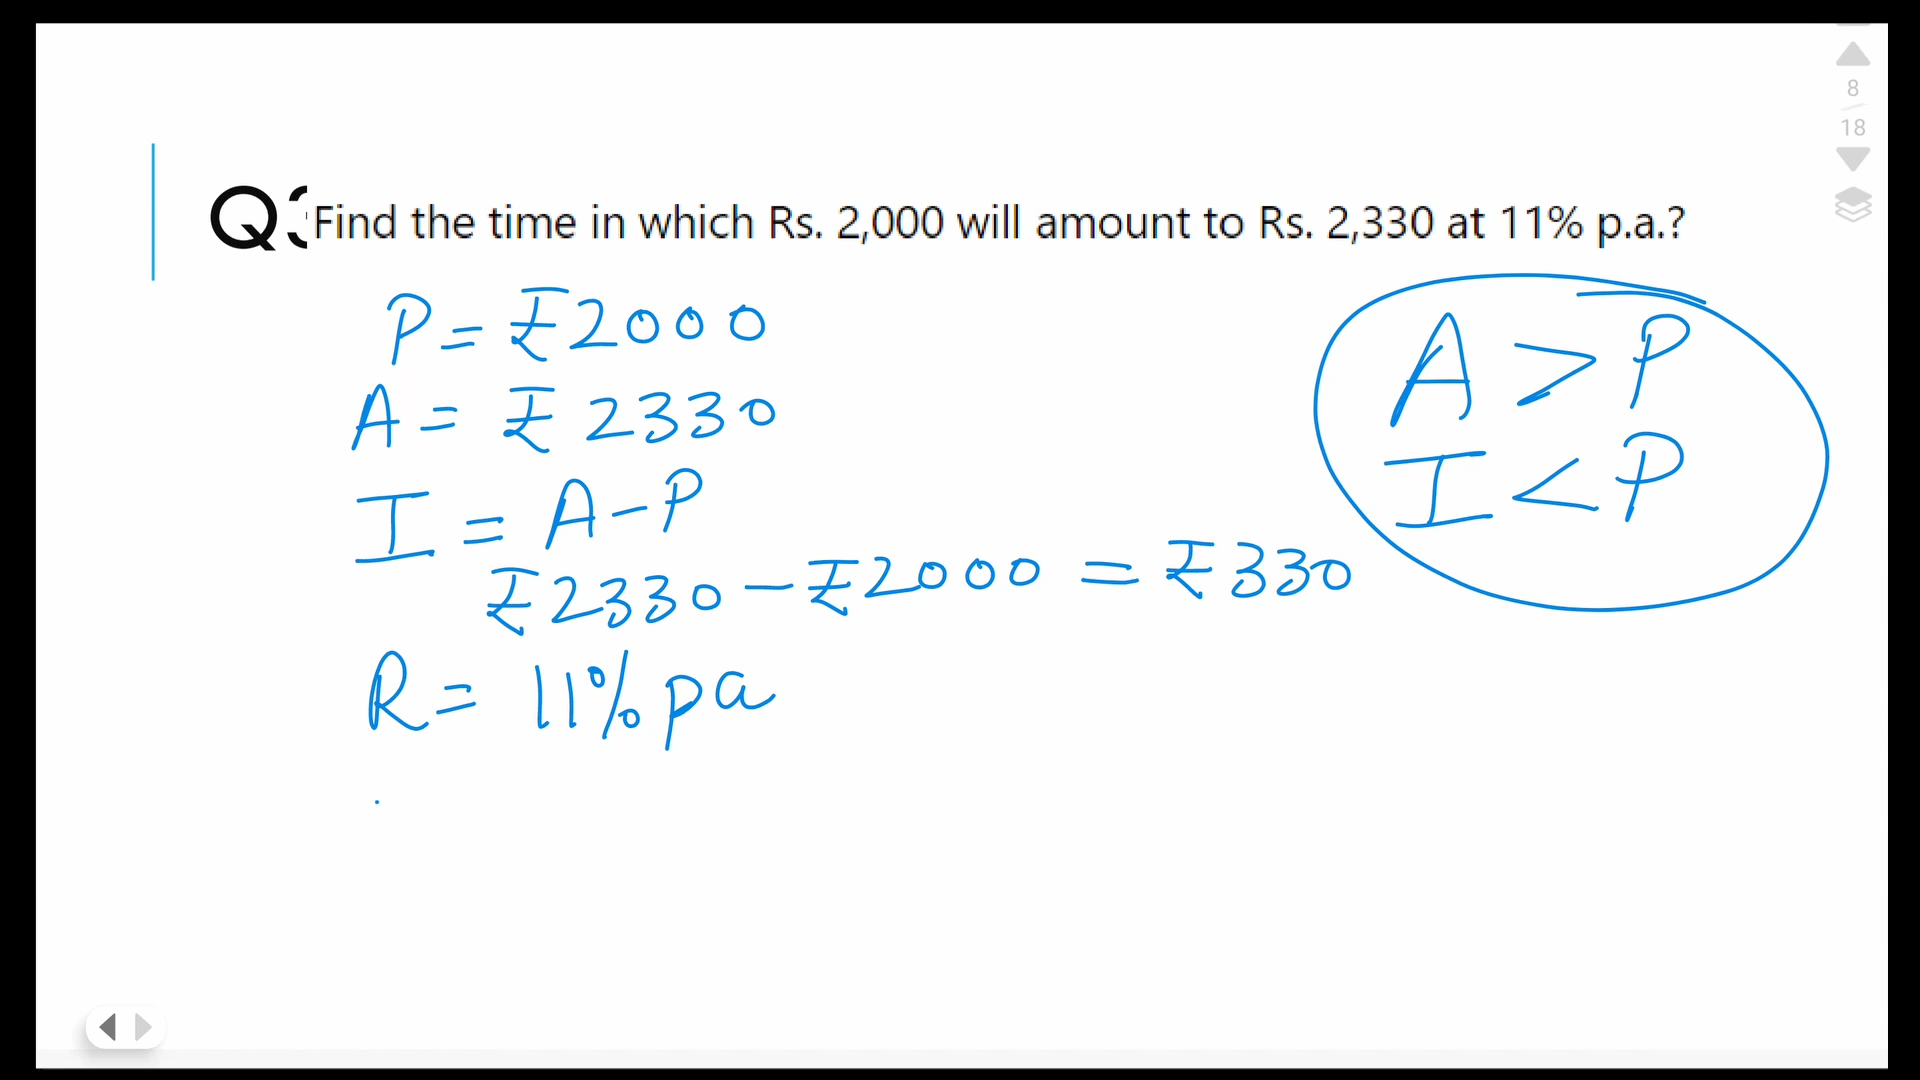 Q3 Find the time in which Rs. 2,000 will amount to Rs. 2,330 at 11% p.a.?
P = ₹2000
A = ₹2330
I = A-P
₹2330 - ₹2000 = ₹330
R = 11% pa
A > P
I < P
8
18